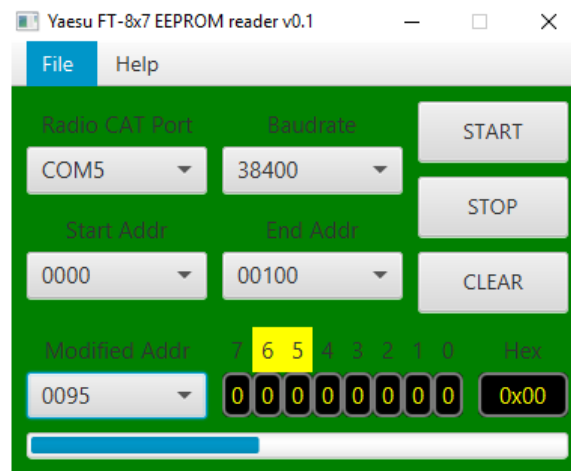 Yaesu FT-8x7 EEPROM reader v0.1
File Help
Radio CAT Port Baudrate START
COM5 38400
STOP
Start Addr End Addr
0000 00100 CLEAR
Modified Addr 7 6 5 4 3 2 1 0 Hex
0095 0 0 0 0 0 0 0 0 0x00